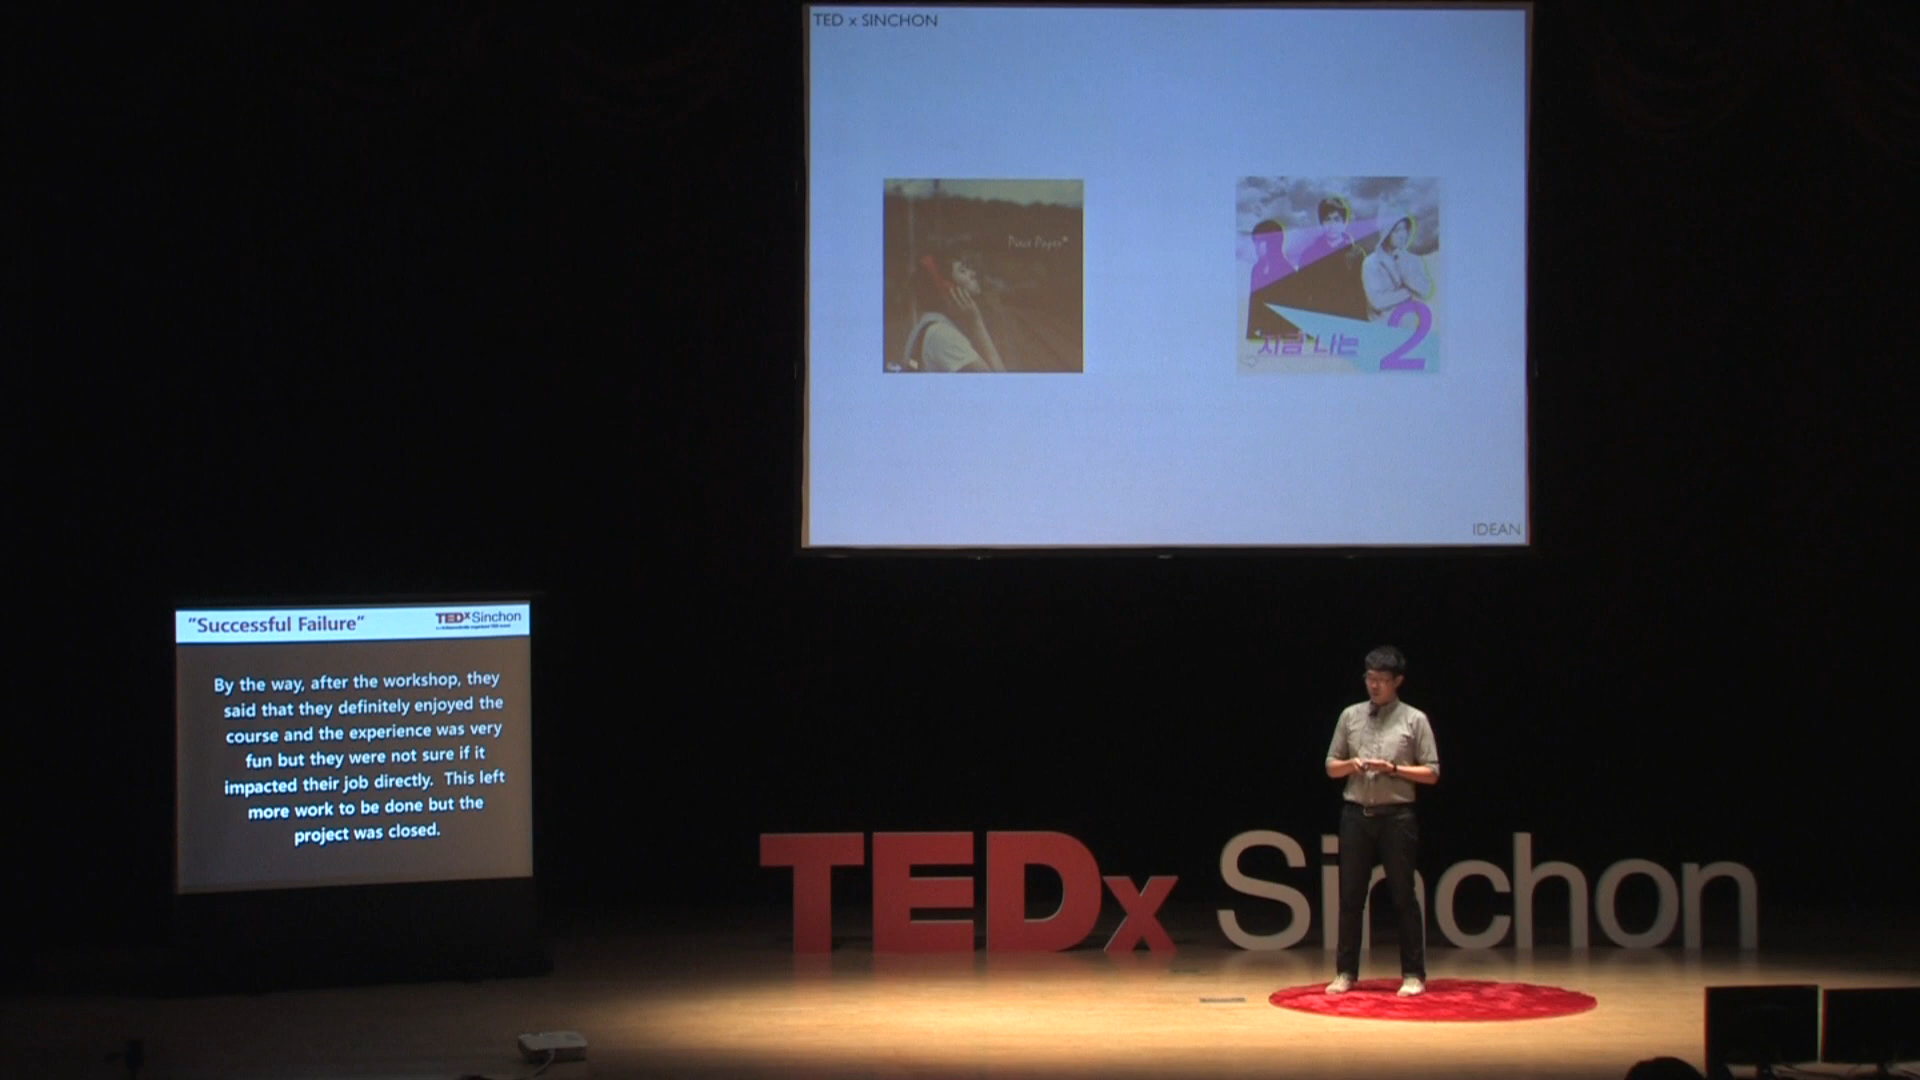 TED x SINCHON
지금 나는
2
IDEAN
"Successful Failure"
TEDxSinchon
By the way, after the workshop, they
said that they definitely enjoyed the
course and the experience was very
fun but they were not sure if it
impacted their job directly. This left
more work to be done but the
project was closed.
TEDx Sinchon